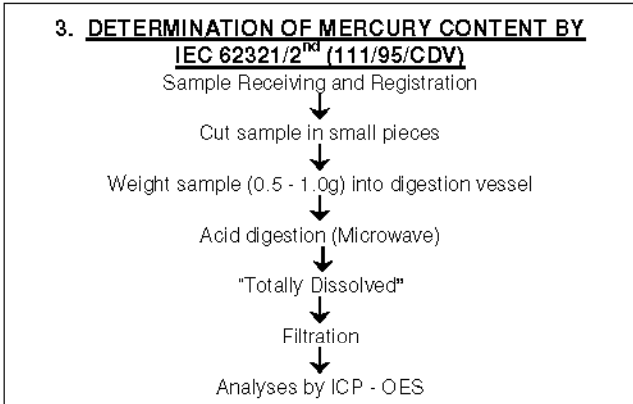 3. DETERMINATION OF MERCURY CONTENT BY
IEC 62321/2nd (111/95/CDV)
Sample Receiving and Registration
Cut sample in small pieces
Weight sample (0.5 - 1.0g) into digestion vessel
Acid digestion (Microwave)
"Totally Dissolved"
Filtration
Analyses by ICP - OES